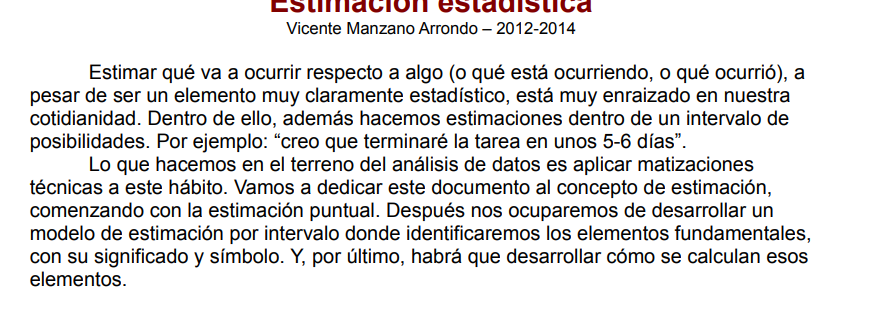 Estimación estadística
Vicente Manzano Arrondo – 2012-2014
Estimar qué va a ocurrir respecto a algo (o qué está ocurriendo, o qué ocurrió), a
pesar de ser un elemento muy claramente estadístico, está muy enraizado en nuestra
cotidianidad. Dentro de ello, además hacemos estimaciones dentro de un intervalo de
posibilidades. Por ejemplo: “creo que terminaré la tarea en unos 5-6 días”.
Lo que hacemos en el terreno del análisis de datos es aplicar matizaciones
técnicas a este hábito. Vamos a dedicar este documento al concepto de estimación,
comenzando con la estimación puntual. Después nos ocuparemos de desarrollar un
modelo de estimación por intervalo donde identificaremos los elementos fundamentales,
con su significado y símbolo. Y, por último, habrá que desarrollar cómo se calculan esos
elementos.